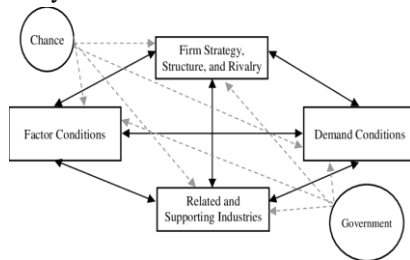 Chance
Firm Strategy,
Structure, and Rivalry
Factor Conditions
Demand Conditions
Related and
Supporting Industries
Government